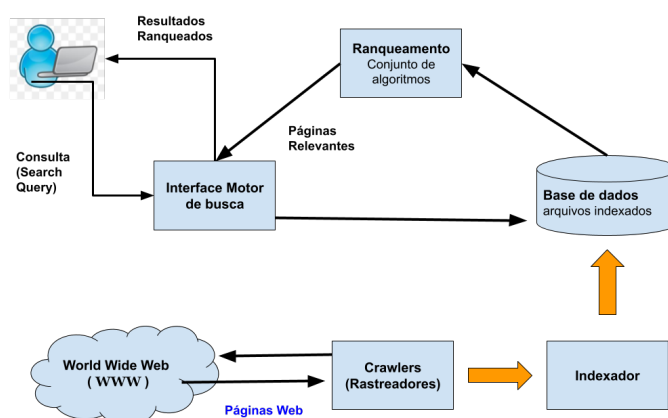 Resultados
Ranqueados
Ranqueamento
Conjunto de
algoritmos
Páginas
Relevantes
Consulta
(Search
Query)
Interface Motor
de busca
Base de dados
arquivos indexados
World Wide Web
( WWW )
Crawlers
(Rastreadores)
Indexador
Páginas Web